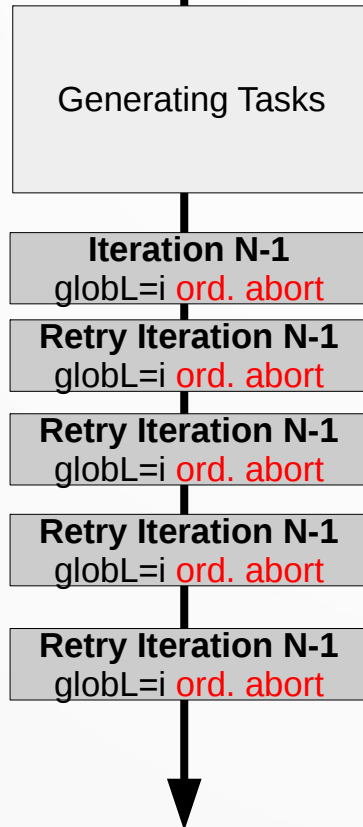 Generating Tasks
Iteration N-1
globL=i ord. abort
Retry Iteration N-1
globL=i ord. abort
Retry Iteration N-1
globL=i ord. abort
Retry Iteration N-1
globL=i ord. abort
Retry Iteration N-1
globL=i ord. abort